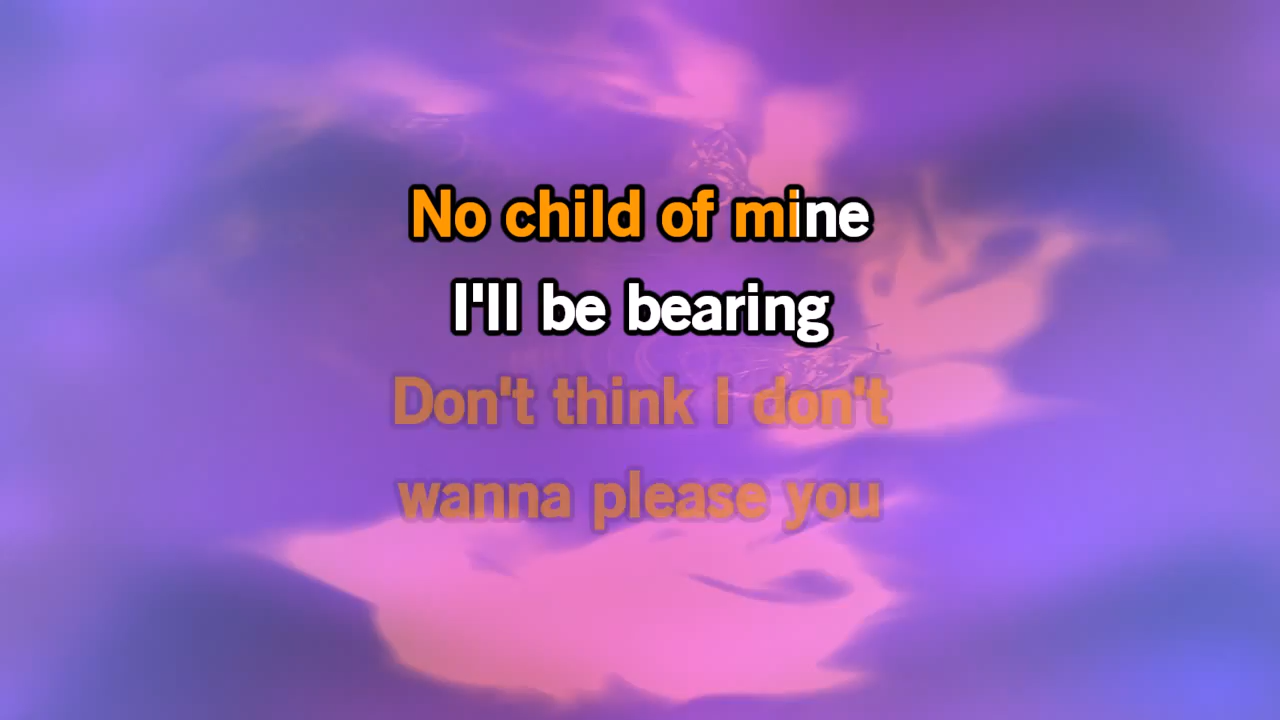 No child of mine
I'll be bearing
Don't think I don't
wanna please you